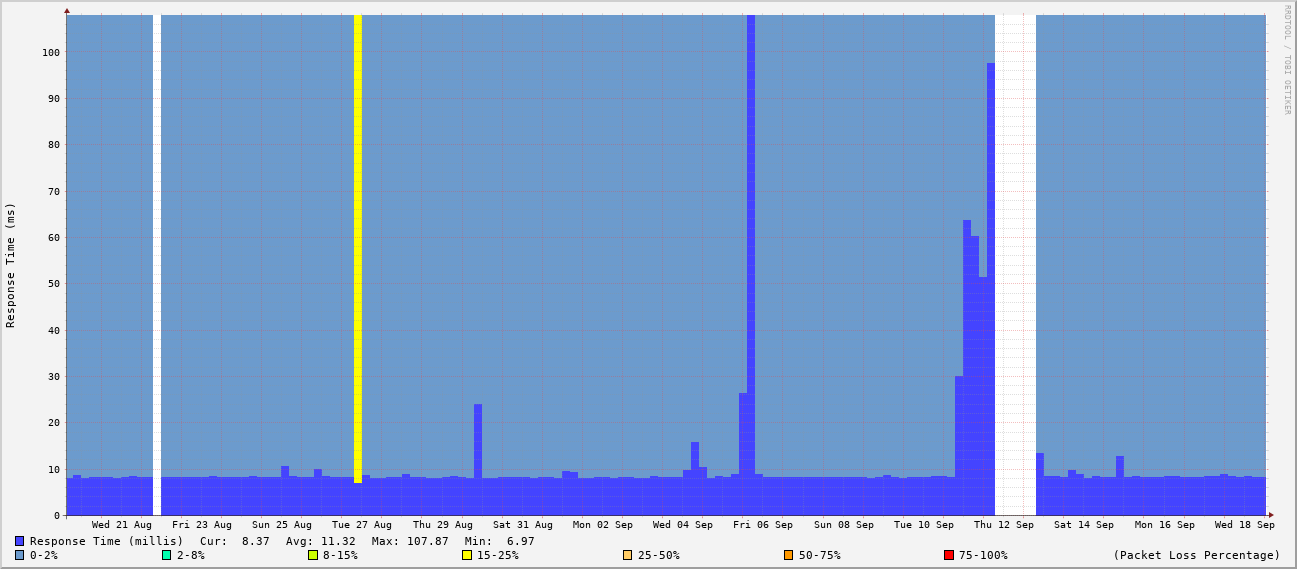 RRDTOOL / TOBI OETIKER
Response Time (ms)
100
90
80
70
60
50
40
30
20
10
0
Wed 21 Aug Fri 23 Aug Sun 25 Aug Tue 27 Aug Thu 29 Aug Sat 31 Aug Mon 02 Sep Wed 04 Sep Fri 06 Sep Sun 08 Sep Tue 10 Sep Thu 12 Sep Sat 14 Sep Mon 16 Sep Wed 18 Sep
Response Time (millis) Cur: 8.37 Avg: 11.32 Max: 107.87 Min: 6.97
0-2% 2-8% 8-15% 15-25% 25-50% 50-75% 75-100% (Packet Loss Percentage)